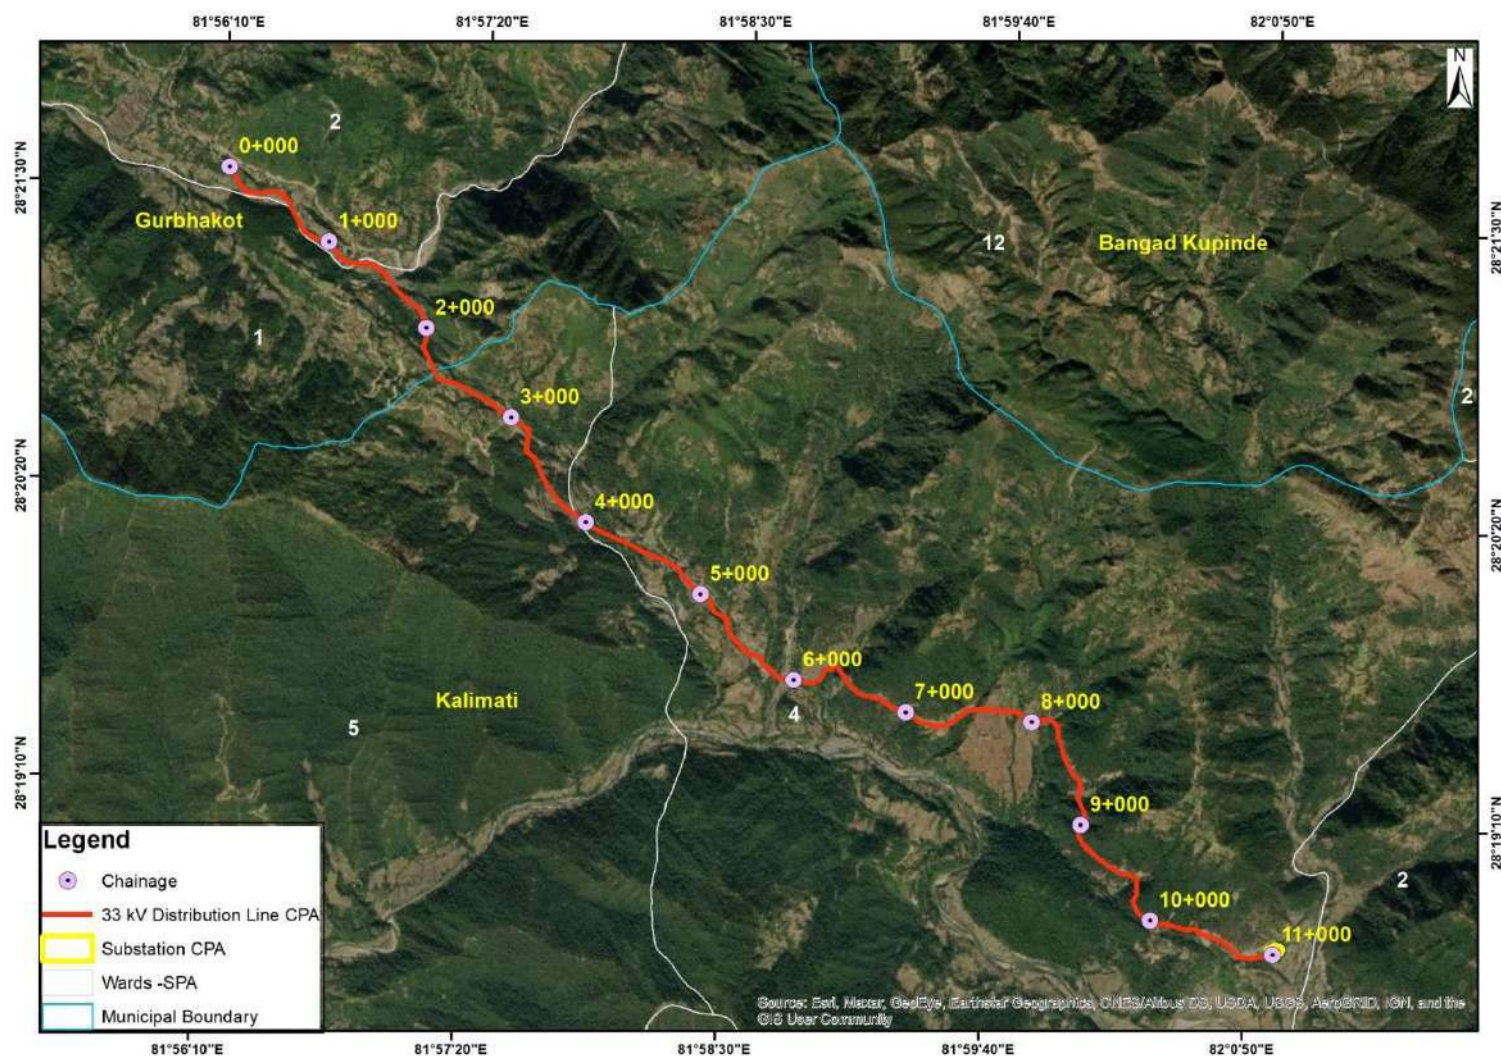 81°56'10"E 81°57'20"E 81°58'30"E 81°59'40"E 82°0'50"E
N
28°21'30"N
28°20'20"N
28°19'10"N
28°21'30"N
28°20'20"N
28°19'10"N
2
0+000
Gurbhakot
1+000
12
Bangad Kupinde
2+000
1
3+000
2
4+000
5+000
6+000
7+000
8+000
Kalimati
5
4
9+000
2
10+000
11+000
Legend
Chainage
33 kV Distribution Line CPA
Substation CPA
Wards -SPA
Municipal Boundary
Source: Esri, Maxar, GeoEye, Earthstar Geographics, CNES/Airbus DS, USDA, USGS, AeroGRID, IGN, and the
GIS User Community
81°56'10"E 81°57'20"E 81°58'30"E 81°59'40"E 82°0'50"E